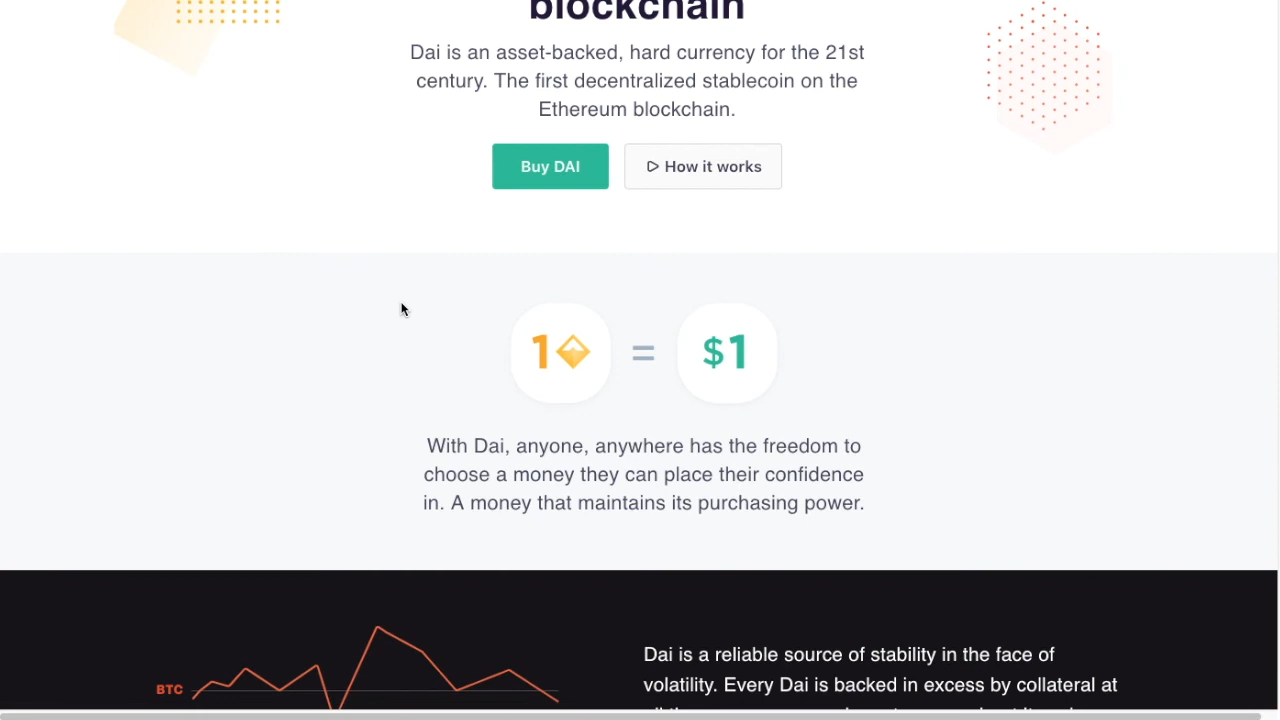 blockchain
Dai is an asset-backed, hard currency for the 21st
century. The first decentralized stablecoin on the
Ethereum blockchain.
Buy DAI
How it works
1 = $1
With Dai, anyone, anywhere has the freedom to
choose a money they can place their confidence
in. A money that maintains its purchasing power.
BTC
Dai is a reliable source of stability in the face of
volatility. Every Dai is backed in excess by collateral at